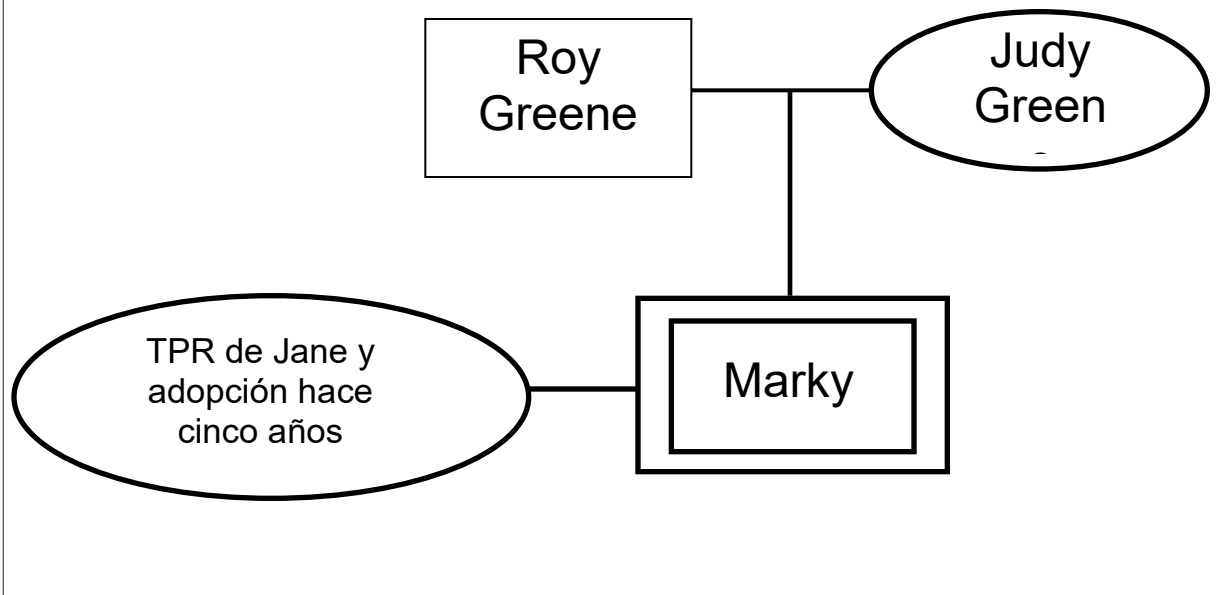 Roy
Greene
Judy
Green
TPR de Jane y
adopción hace
cinco años
Marky